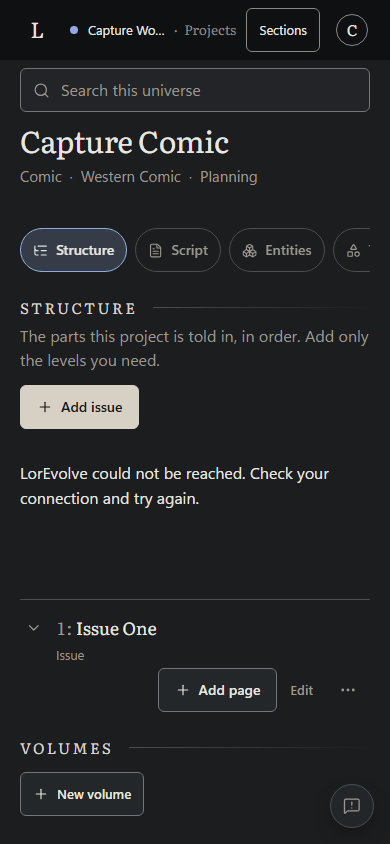 L
Capture Wo... · Projects
Sections
C
Search this universe
Capture Comic
Comic · Western Comic · Planning
Structure
Script
Entities
STRUCTURE
The parts this project is told in, in order. Add only
the levels you need.
+ Add issue
LorEvolve could not be reached. Check your
connection and try again.
1: Issue One
Issue
+ Add page
Edit
...
VOLUMES
+ New volume